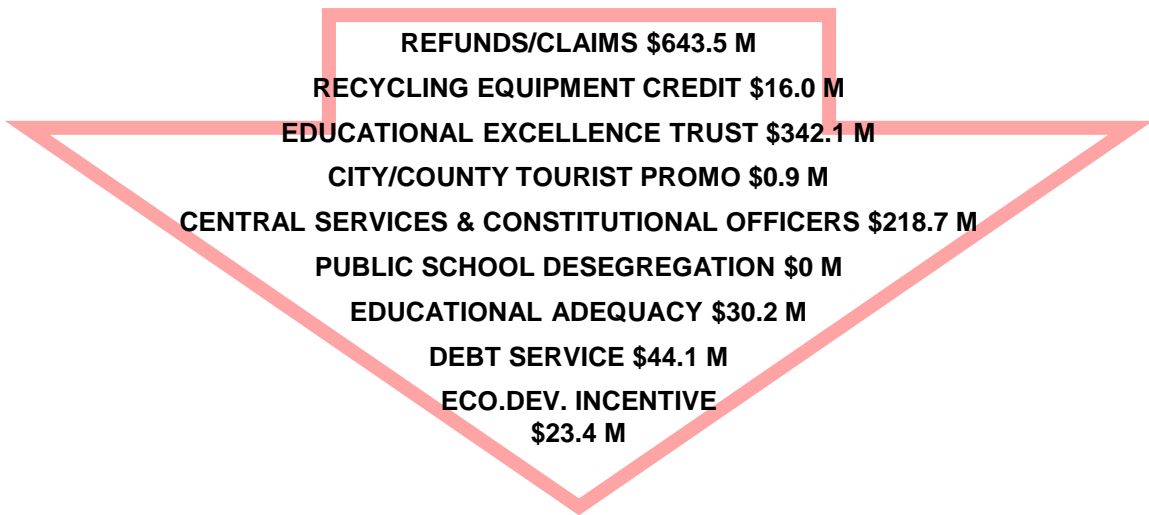 REFUNDS/CLAIMS $643.5 M
RECYCLING EQUIPMENT CREDIT $16.0 M
EDUCATIONAL EXCELLENCE TRUST $342.1 M
CITY/COUNTY TOURIST PROMO $0.9 M
CENTRAL SERVICES & CONSTITUTIONAL OFFICERS $218.7 M
PUBLIC SCHOOL DESEGREGATION $0 M
EDUCATIONAL ADEQUACY $30.2 M
DEBT SERVICE $44.1 M
ECO.DEV. INCENTIVE
$23.4 M